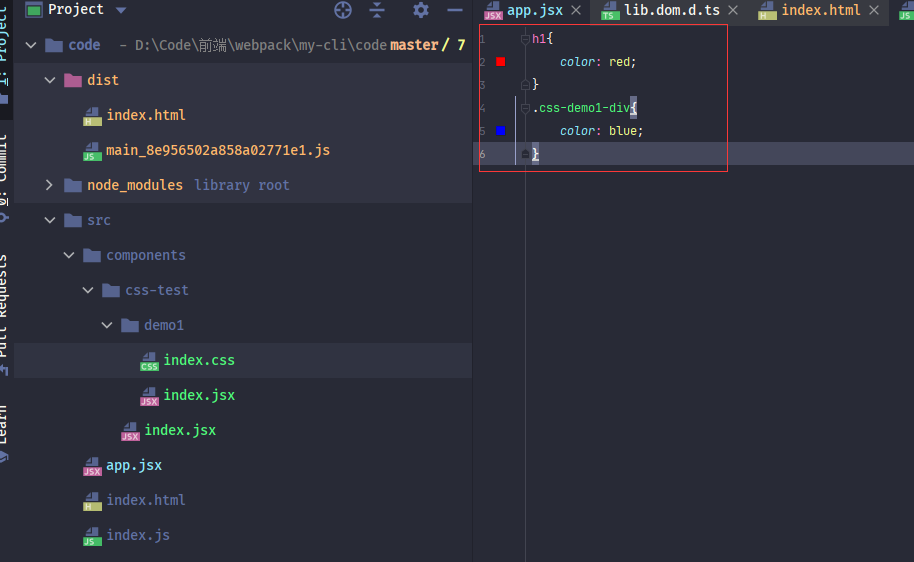 Project
app.jsx
lib.dom.d.ts
index.html
1: Project
0: Commit
Pull Requests
Learn
code – D:\Code\前端\webpack\my-cli\code master / 7
dist
index.html
main_8e956502a858a02771e1.js
node_modules library root
src
components
css-test
demo1
index.css
index.jsx
index.jsx
app.jsx
index.html
index.js
1 h1{
2 color: red;
3 }
4 .css-demo1-div{
5 color: blue;
6 }